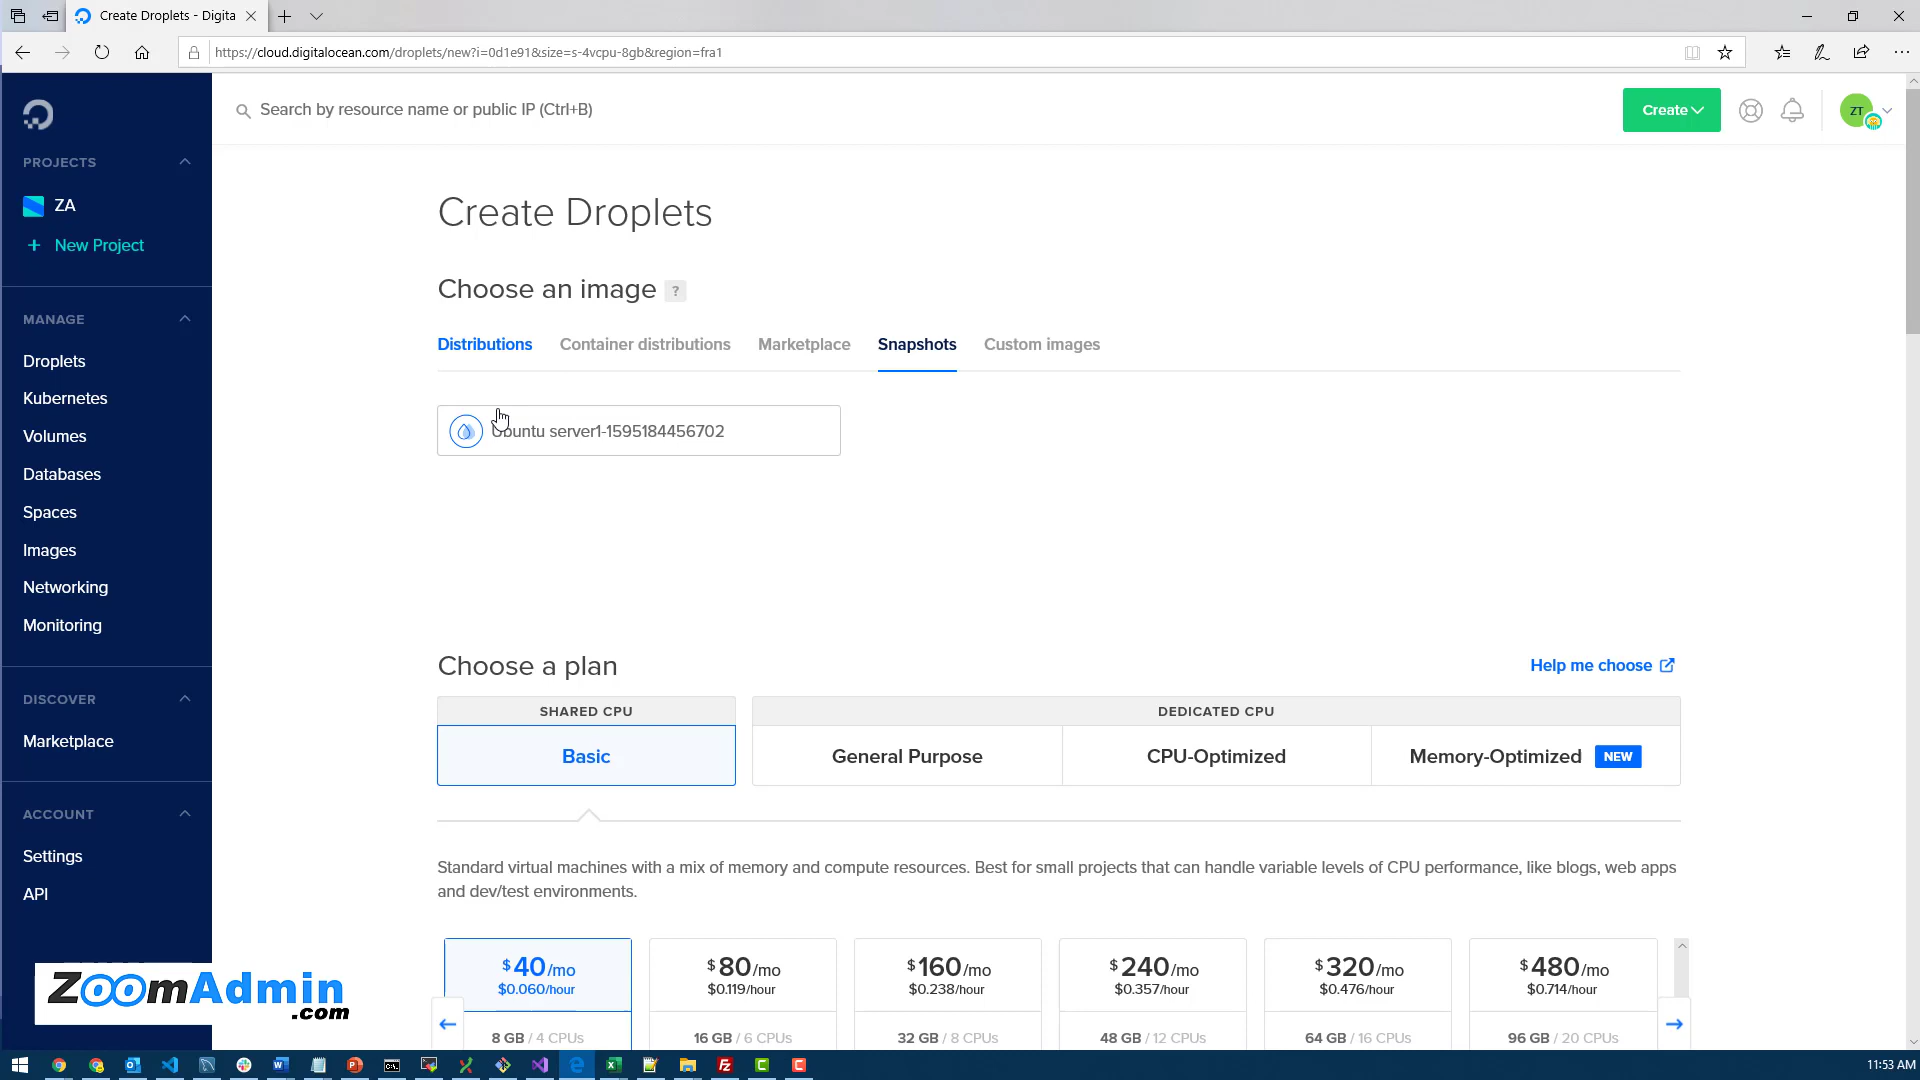 Create Droplets - Digita
https://cloud.digitalocean.com/droplets/new?i=0d1e91&size=s-4vcpu-8gb&region=fra1
Search by resource name or public IP (Ctrl+B)
Create
ZT
PROJECTS
ZA
+ New Project
MANAGE
Droplets
Kubernetes
Volumes
Databases
Spaces
Images
Networking
Monitoring
DISCOVER
Marketplace
ACCOUNT
Settings
API
Create Droplets
Choose an image ?
Distributions Container distributions Marketplace Snapshots Custom images
Ubuntu server1-1595184456702
Choose a plan
Help me choose
SHARED CPU
DEDICATED CPU
Basic
General Purpose
CPU-Optimized
Memory-Optimized NEW
Standard virtual machines with a mix of memory and compute resources. Best for small projects that can handle variable levels of CPU performance, like blogs, web apps
and dev/test environments.
$40/mo
$0.060/hour
8 GB / 4 CPUs
$80/mo
$0.119/hour
16 GB / 6 CPUs
$160/mo
$0.238/hour
32 GB / 8 CPUs
$240/mo
$0.357/hour
48 GB / 12 CPUs
$320/mo
$0.476/hour
64 GB / 16 CPUs
$480/mo
$0.714/hour
96 GB / 20 CPUs
ZoomAdmin
.com
11:53 AM